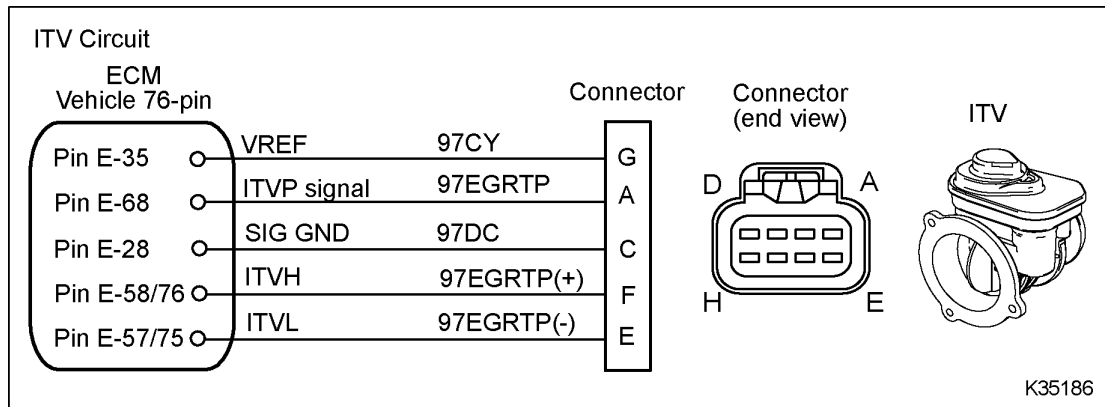 ITV Circuit
ECM
Vehicle 76-pin
Connector
Connector
(end view)
ITV
Pin E-35 VREF 97CY G
Pin E-68 ITVP signal 97EGRTP A
Pin E-28 SIG GND 97DC C
Pin E-58/76 ITVH 97EGRTP(+) F
Pin E-57/75 ITVL 97EGRTP(-) E
D A
H E
K35186